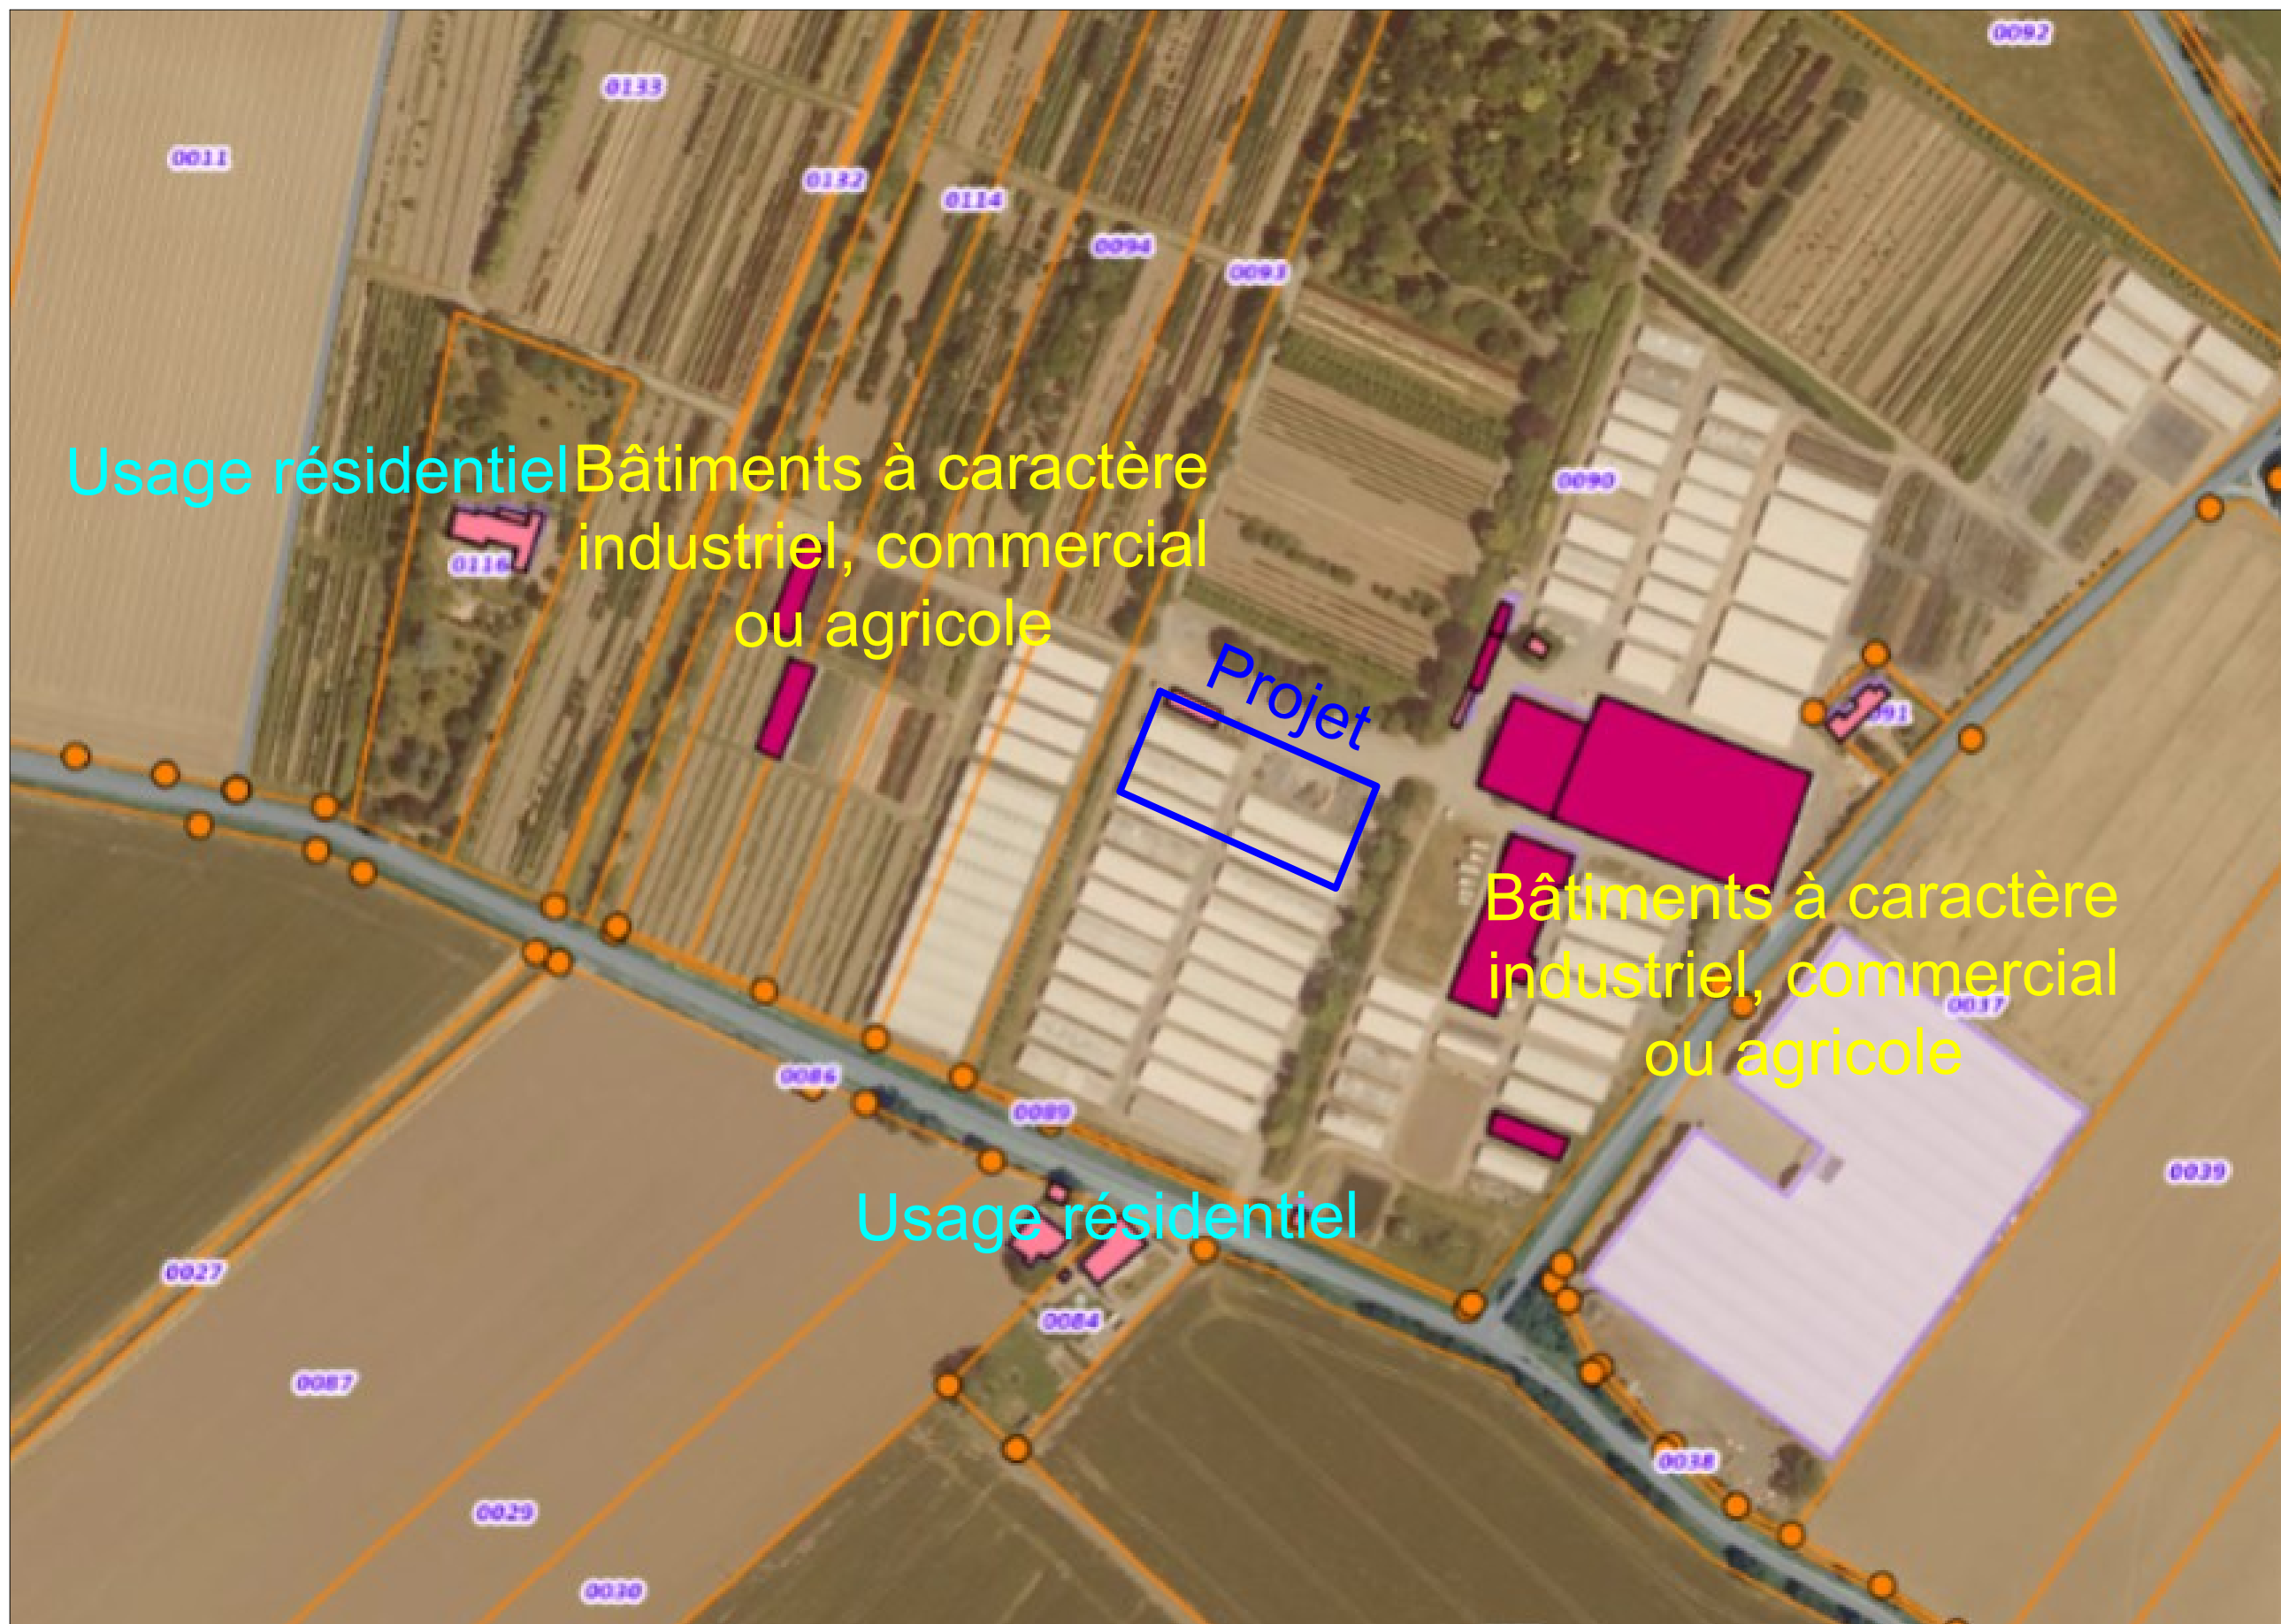 0092
0133
0011
0132
0114
0094
0093
Usage résidentiel
Bâtiments à caractère
industriel, commercial
ou agricole
0090
0116
Projet
091
Bâtiments à caractère
industriel, commercial
ou agricole
0037
0086
0089
0039
Usage résidentiel
0027
0084
0087
0038
0029
0030